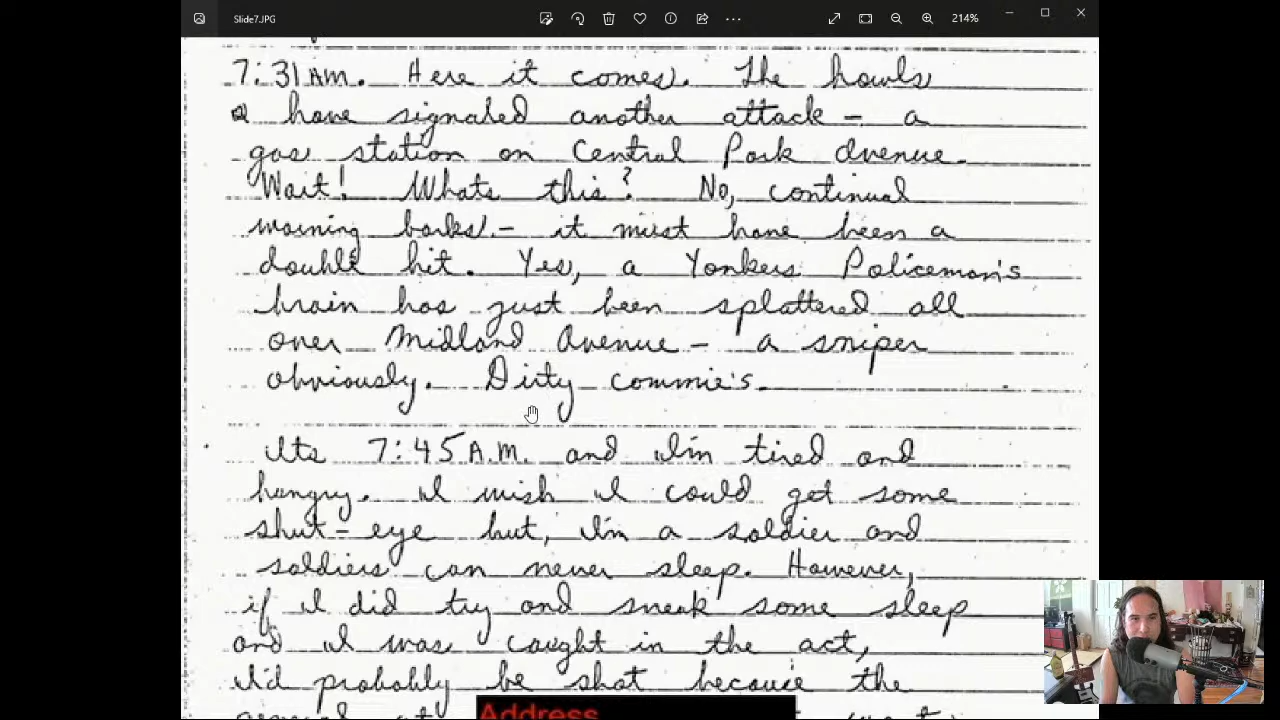 Slide7.JPG
214%
7:31 AM. Here it comes. The howls
have signaled another attack - a
gas station on Central Park Avenue.
Wait! Whats this? No, continual
warning barks - it must have been a
double hit. Yes, a Yonkers Policeman's
brain has just been splattered all
over Midland Avenue - a sniper
obviously. Dirty commie's.
Its 7:45 A.M. and I'm tired and
hungry. I wish I could get some
shut-eye but, I'm a soldier and
soldiers can never sleep. However,
if I did try and sneak some sleep
and I was caught in the act,
I'd probably be shot because the
Address